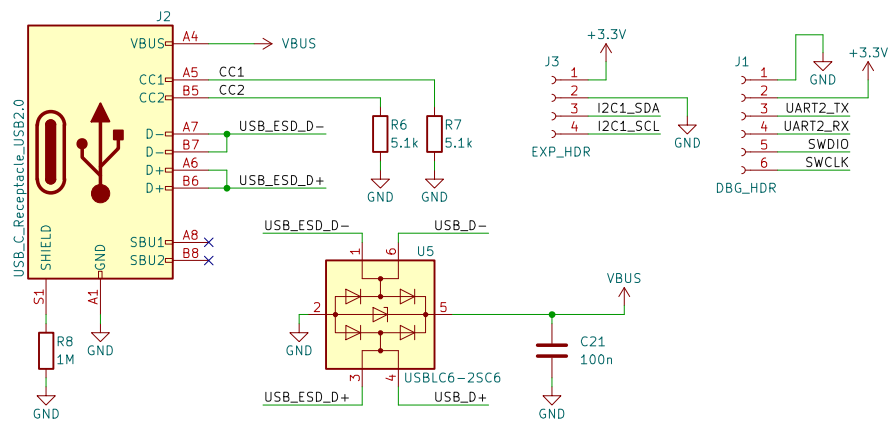 J2
USB_C_Receptacle_USB2.0
VBUS A4 VBUS
CC1 A5 CC1
CC2 B5 CC2
D- A7 USB_ESD_D-
D- B7
D+ A6
D+ B6 USB_ESD_D+
SBU1 A8
SBU2 B8
SHIELD
GND
S1
A1
R8
1M
GND
GND
R6
5.1k
GND
R7
5.1k
GND
J3
+3.3V
1
2
3 I2C1_SDA
4 I2C1_SCL
EXP_HDR
GND
J1
+3.3V
GND
1
2
3 UART2_TX
4 UART2_RX
5 SWDIO
6 SWCLK
DBG_HDR
USB_ESD_D- USB_D-
1 6 U5
2 5
GND
3 4 USBLC6-2SC6
USB_ESD_D+ USB_D+
VBUS
C21
100n
GND